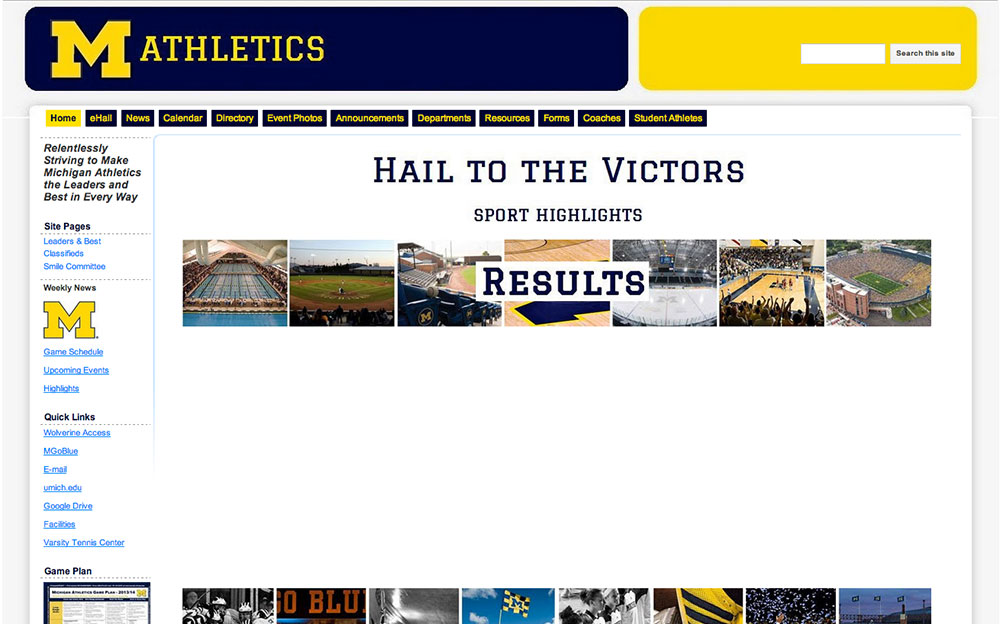 M ATHLETICS
Search this site
Home eHail News Calendar Directory Event Photos Announcements Departments Resources Forms Coaches Student Athletes
Relentlessly
Striving to Make
Michigan Athletics
the Leaders and
Best in Every Way
Site Pages
Leaders & Best
Classifieds
Smile Committee
Weekly News
M
Game Schedule
Upcoming Events
Highlights
Quick Links
Wolverine Access
MGoBlue
E-mail
umich.edu
Google Drive
Facilities
Varsity Tennis Center
Game Plan
MICHIGAN ATHLETICS GAME PLAN - 2013/14
HAIL TO THE VICTORS
SPORT HIGHLIGHTS
RESULTS
M
GO BLU